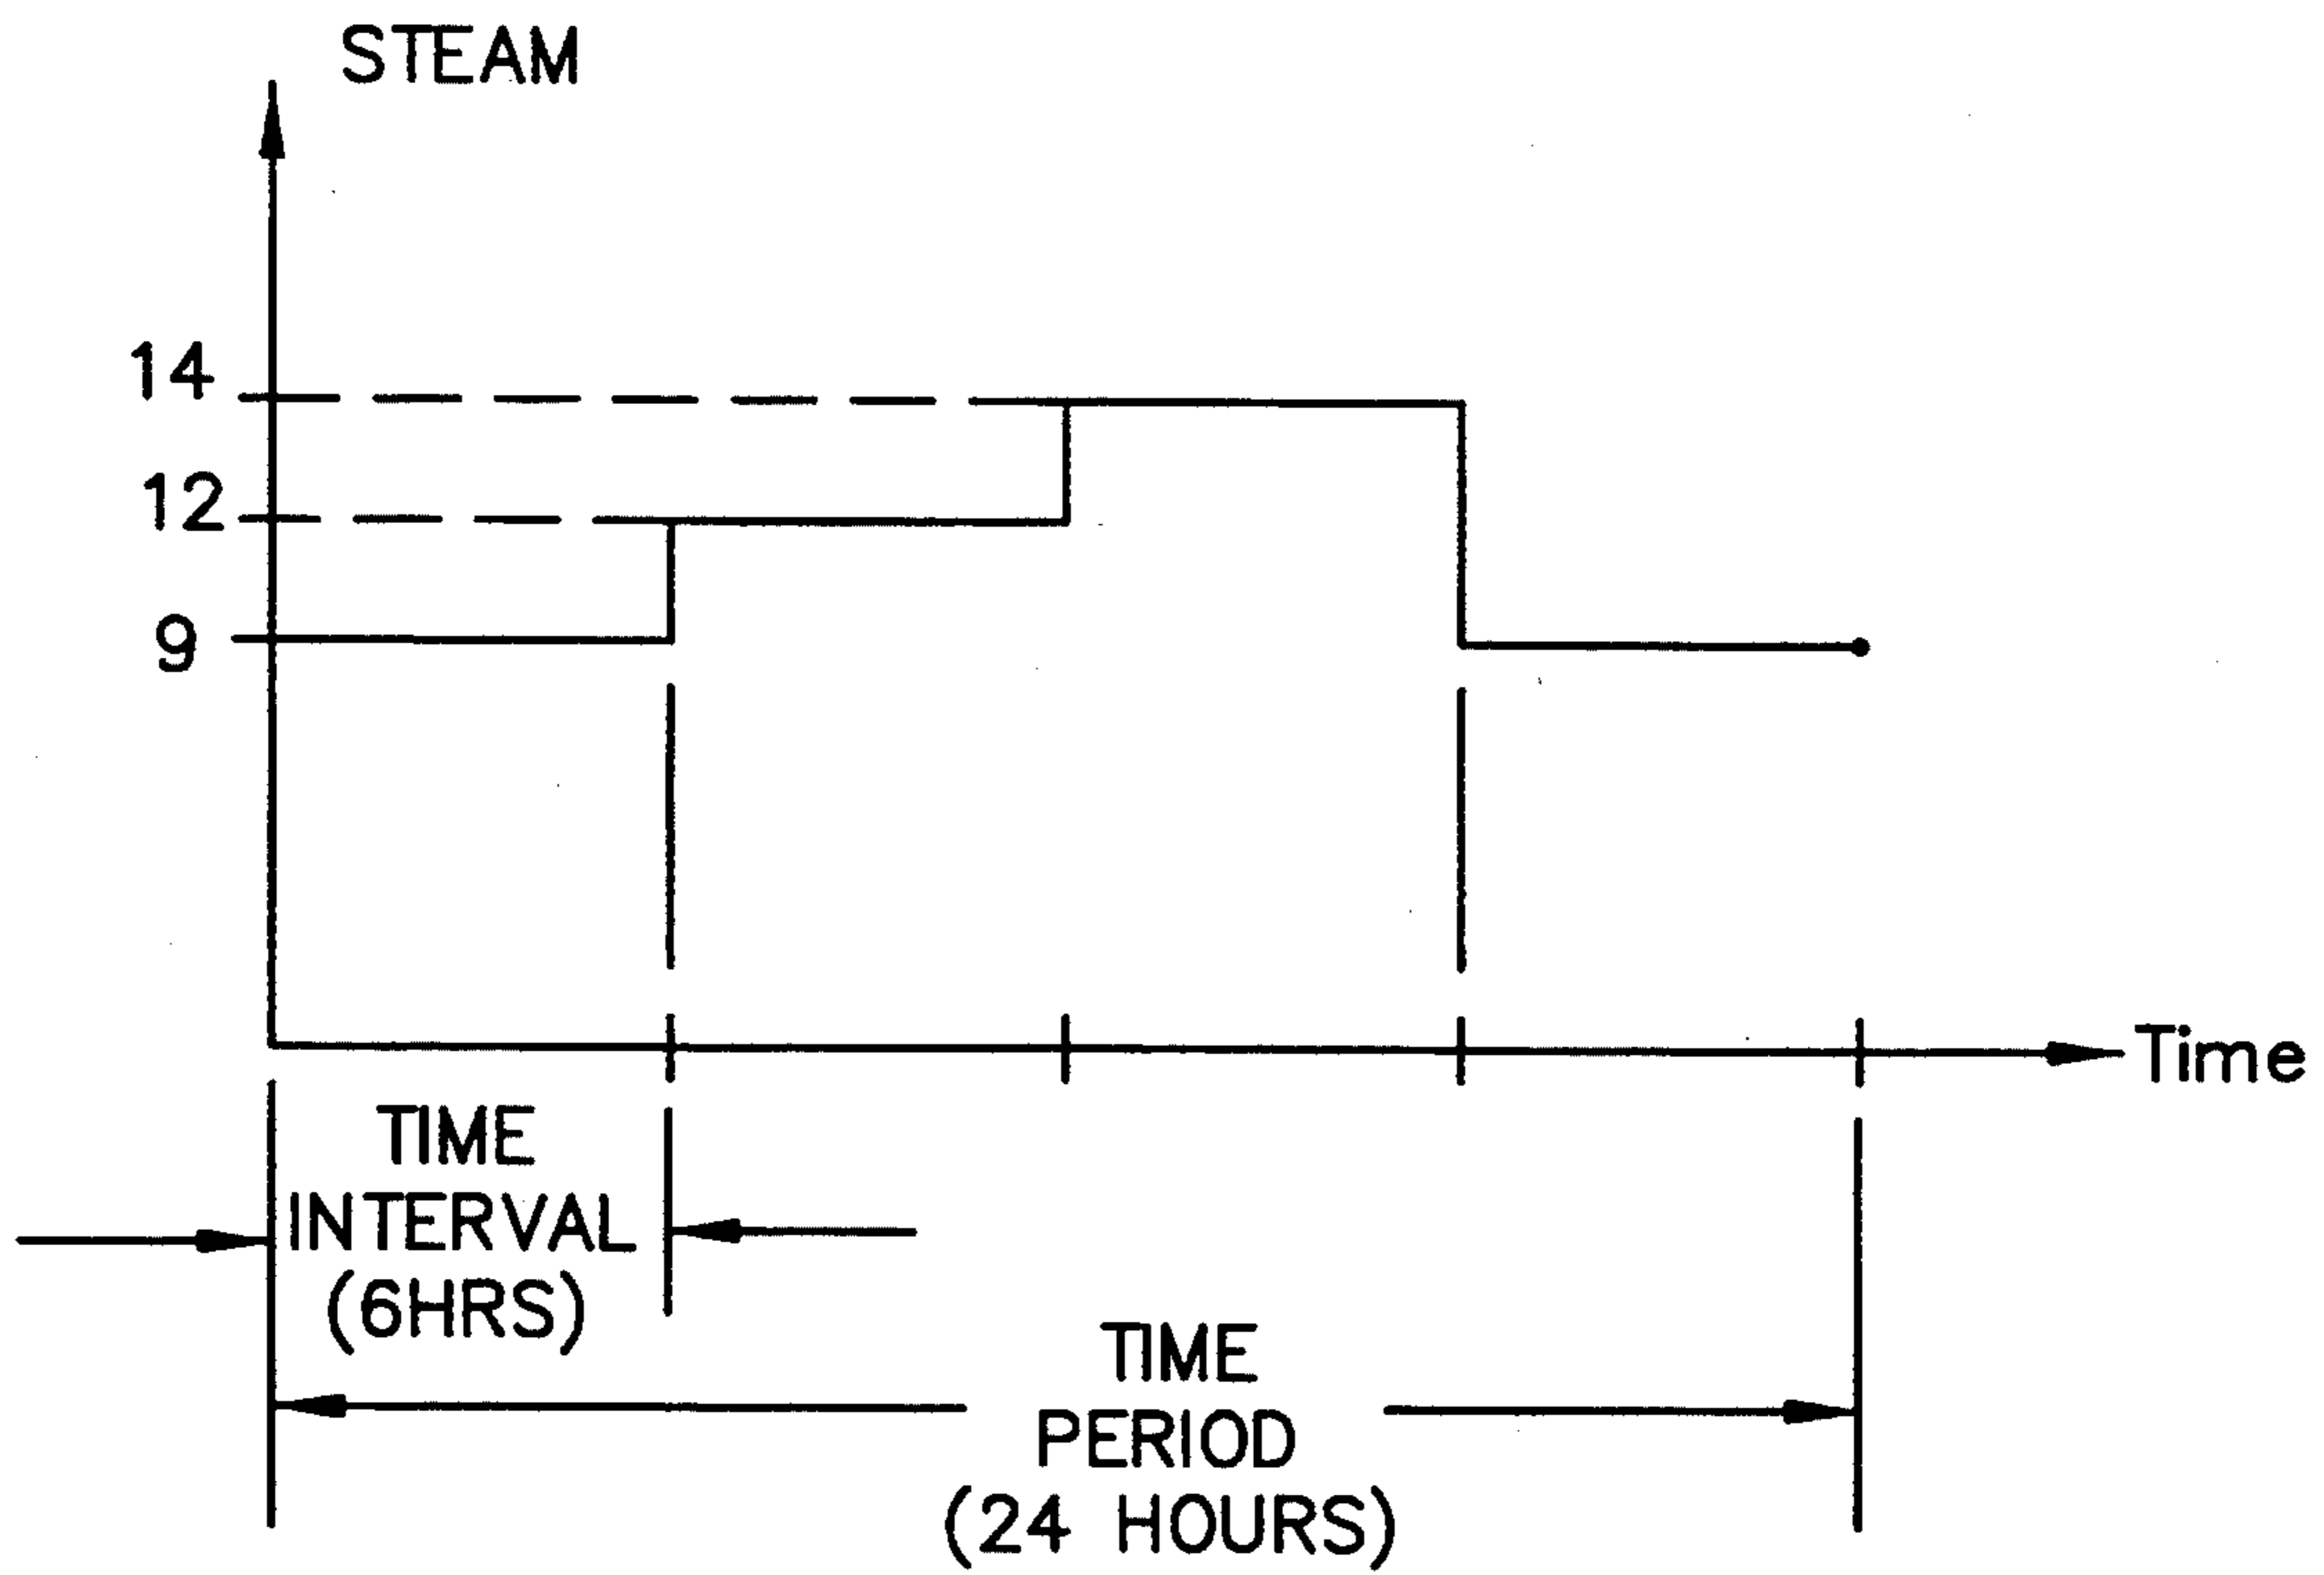 STEAM
14
12
9
Time
TIME
INTERVAL
(6HRS)
TIME
PERIOD
(24 HOURS)